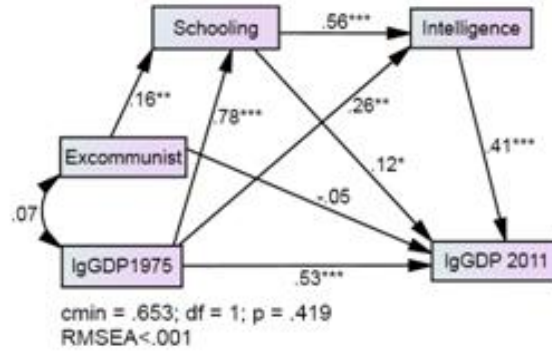 Schooling
.56***
Intelligence
.16**
.78***
.26**
Excommunist
.12*
.41***
-.05
.07
lgGDP1975
.53***
lgGDP 2011
cmin = .653; df = 1; p = .419
RMSEA<.001